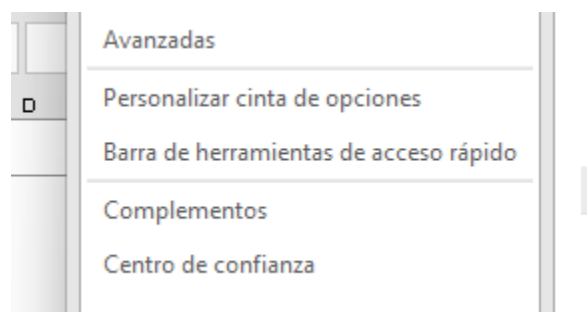 Avanzadas
D
Personalizar cinta de opciones
Barra de herramientas de acceso rápido
Complementos
Centro de confianza